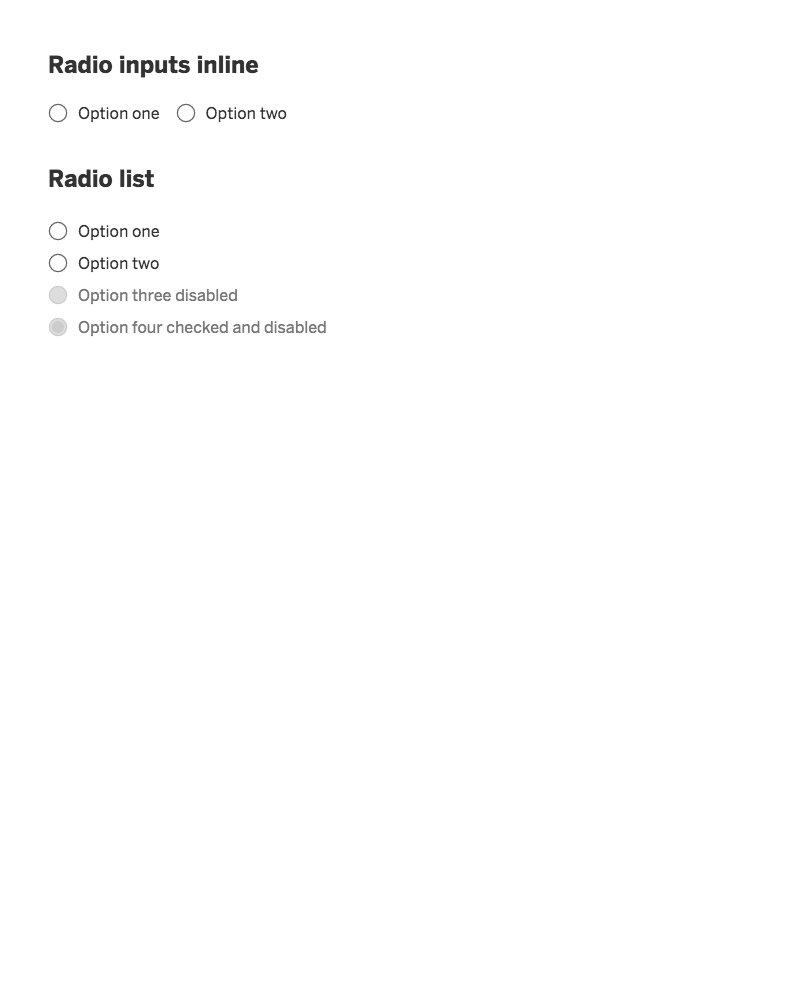 Radio inputs inline
Option one Option two
Radio list
Option one
Option two
Option three disabled
Option four checked and disabled